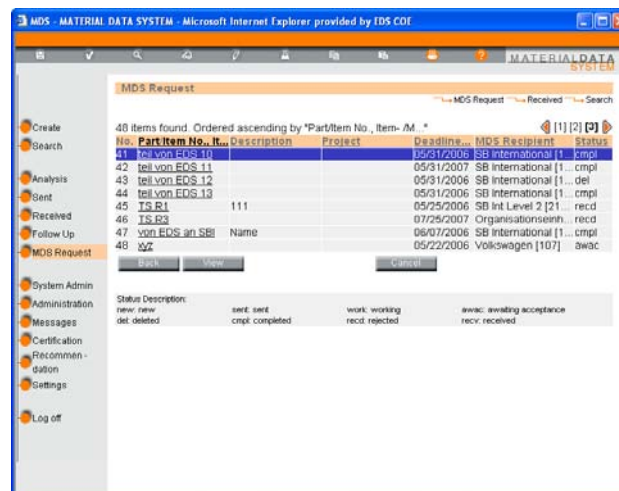 MDS - MATERIAL DATA SYSTEM - Microsoft Internet Explorer provided by EDS COE
MATERIALDATA
SYSTEM
MDS Request
MDS Request Received Search
Create
Search
Analysis
Sent
Received
Follow Up
MDS Request
System Admin
Administration
Messages
Certification
Recommen -
dation
Settings
Log off
48 items found. Ordered ascending by "Part/Item No., Item- /M..." [1] [2] [3]
No. Part/Item No., It... Description Project Deadline... MDS Recipient Status
41 teil von EDS 10 05/31/2006 SB International [1... cmpl
42 teil von EDS 11 05/31/2007 SB International [1... cmpl
43 teil von EDS 12 05/31/2006 SB International [1... del
44 teil von EDS 13 05/31/2006 SB International [1... cmpl
45 TS R1 111 05/25/2006 SB Int Level 2 [21... recd
46 TS R3 07/25/2007 Organisationseinh... recd
47 von EDS an SBI Name 06/07/2006 SB International [1... cmpl
48 xyz 05/22/2006 Volkswagen [107] awac
Back View Cancel
Status Description:
new: new sent: sent work: working awac: awaiting acceptance
del: deleted cmpl: completed recd: rejected recv: received